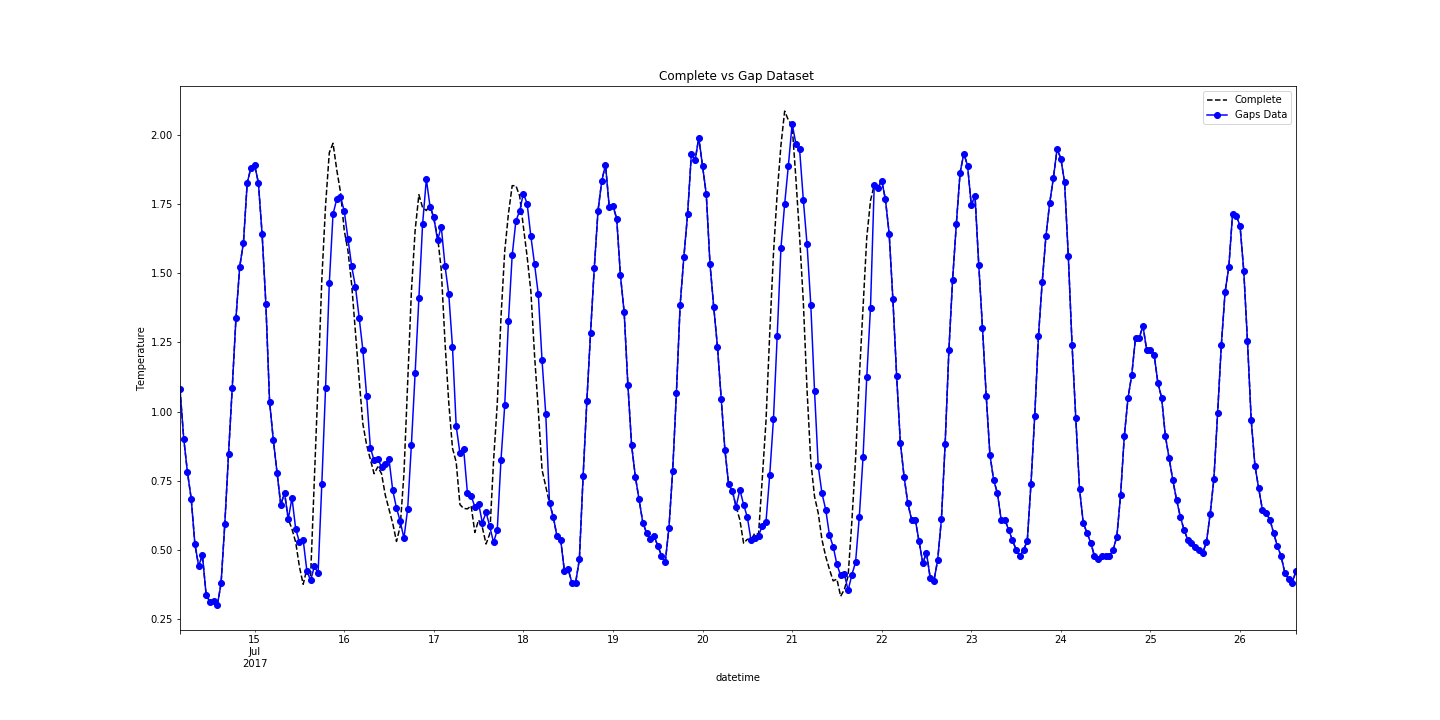 Complete vs Gap Dataset
Complete
Gaps Data
2.00
1.75
1.50
1.25
1.00
0.75
0.50
0.25
Temperature
15 16 17 18 19 20 21 22 23 24 25 26
Jul
2017
datetime